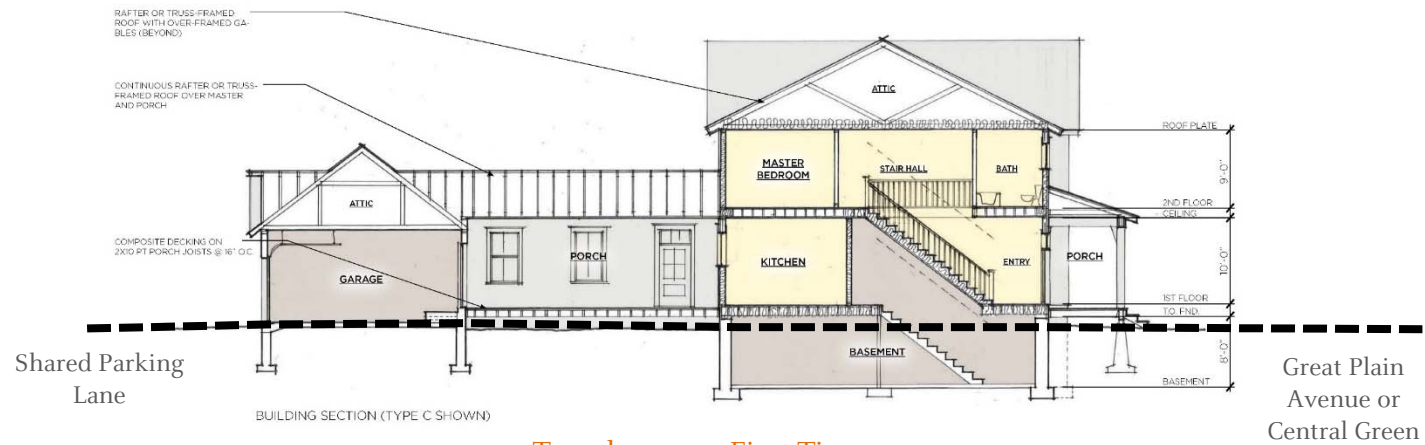 RAFTER OR TRUSS-FRAMED
ROOF WITH OVER-FRAMED GA-
BLES (BEYOND)
CONTINUOUS RAFTER OR TRUSS-
FRAMED ROOF OVER MASTER
AND PORCH
COMPOSITE DECKING ON
2X10 PT PORCH JOISTS @ 16" O.C.
ATTIC
ROOF PLATE
MASTER
BEDROOM
STAIR HALL
BATH
9'-0"
2ND FLOOR
CEILING
ATTIC
GARAGE
PORCH
KITCHEN
ENTRY
PORCH
10'-0"
1ST FLOOR
T.O. FND.
BASEMENT
8'-0"
BASEMENT
Shared Parking
Lane
Great Plain
Avenue or
Central Green
BUILDING SECTION (TYPE C SHOWN)